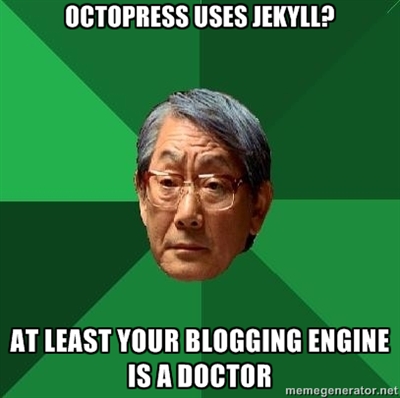 OCTOPRESS USES JEKYLL?
AT LEAST YOUR BLOGGING ENGINE
IS A DOCTOR
memegenerator.net